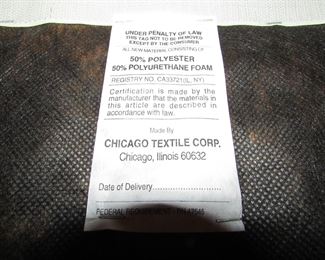 UNDER PENALTY OF LAW
THIS TAG NOT TO BE REMOVED
EXCEPT BY THE CONSUMER
ALL NEW MATERIAL CONSISTING OF
50% POLYESTER
50% POLYURETHANE FOAM
REGISTRY NO. CA33721(IL, NY)
Certification is made by the
manufacturer that the materials in
this article are described in
accordance with law.
Made By
CHICAGO TEXTILE CORP.
Chicago, Ilinois 60632
Date of Delivery
FEDERAL REQUIREMENT